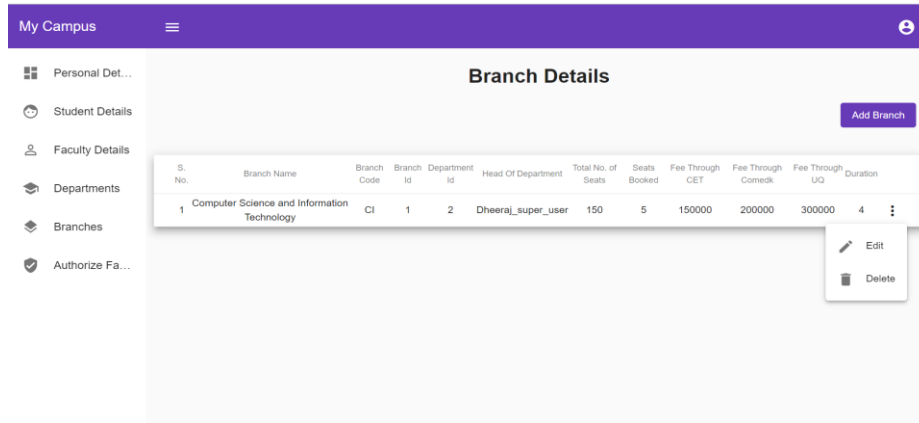 My Campus
Personal Det...
Student Details
Faculty Details
Departments
Branches
Authorize Fa...
Branch Details
Add Branch
S. No. Branch Name Branch Code Branch Id Department Id Head Of Department Total No. of Seats Seats Booked Fee Through CET Fee Through Comedk Fee Through UQ Duration
1 Computer Science and Information Technology CI 1 2 Dheeraj_super_user 150 5 150000 200000 300000 4
Edit
Delete